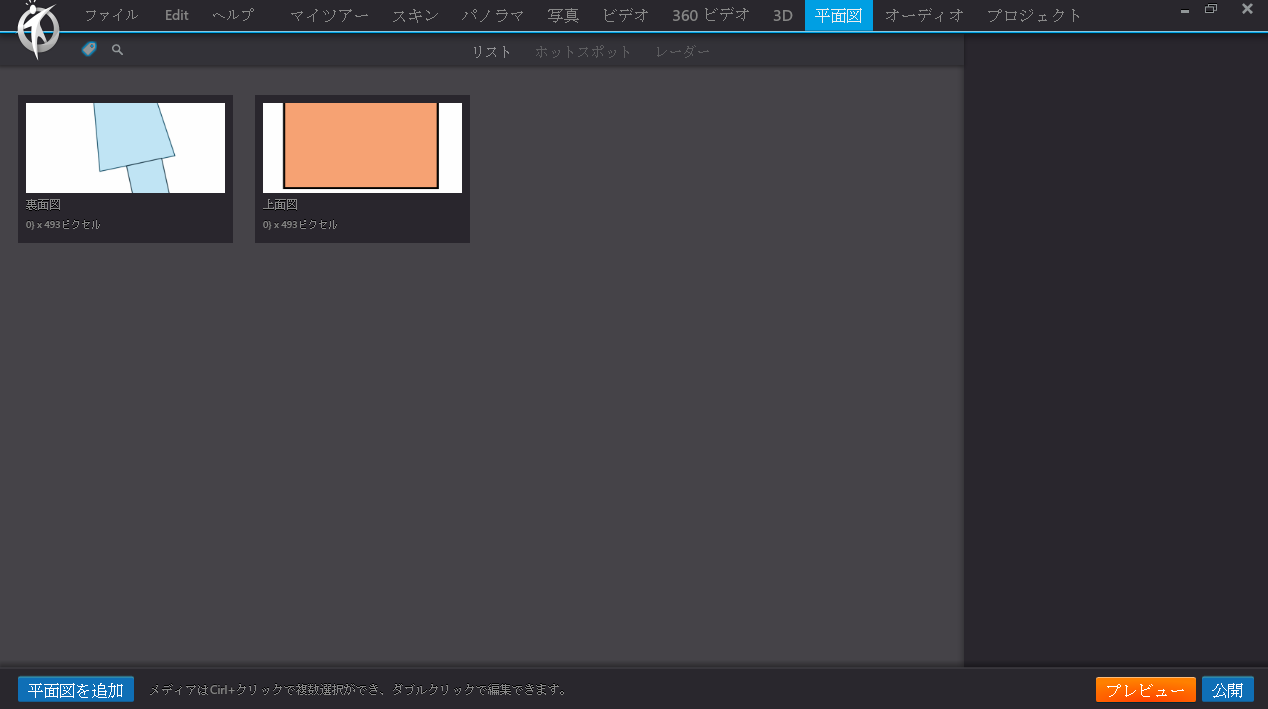 ファイル Edit ヘルプ マイツアー スキン パノラマ 写真 ビデオ 360 ビデオ 3D 平面図 オーディオ プロジェクト
リスト ホットスポット レーダー
裏面図
0) x 493ピクセル
上面図
0) x 493ピクセル
平面図を追加 メディアはCirl+クリックで複数選択ができ、ダブルクリックで編集できます。 プレビュー 公開